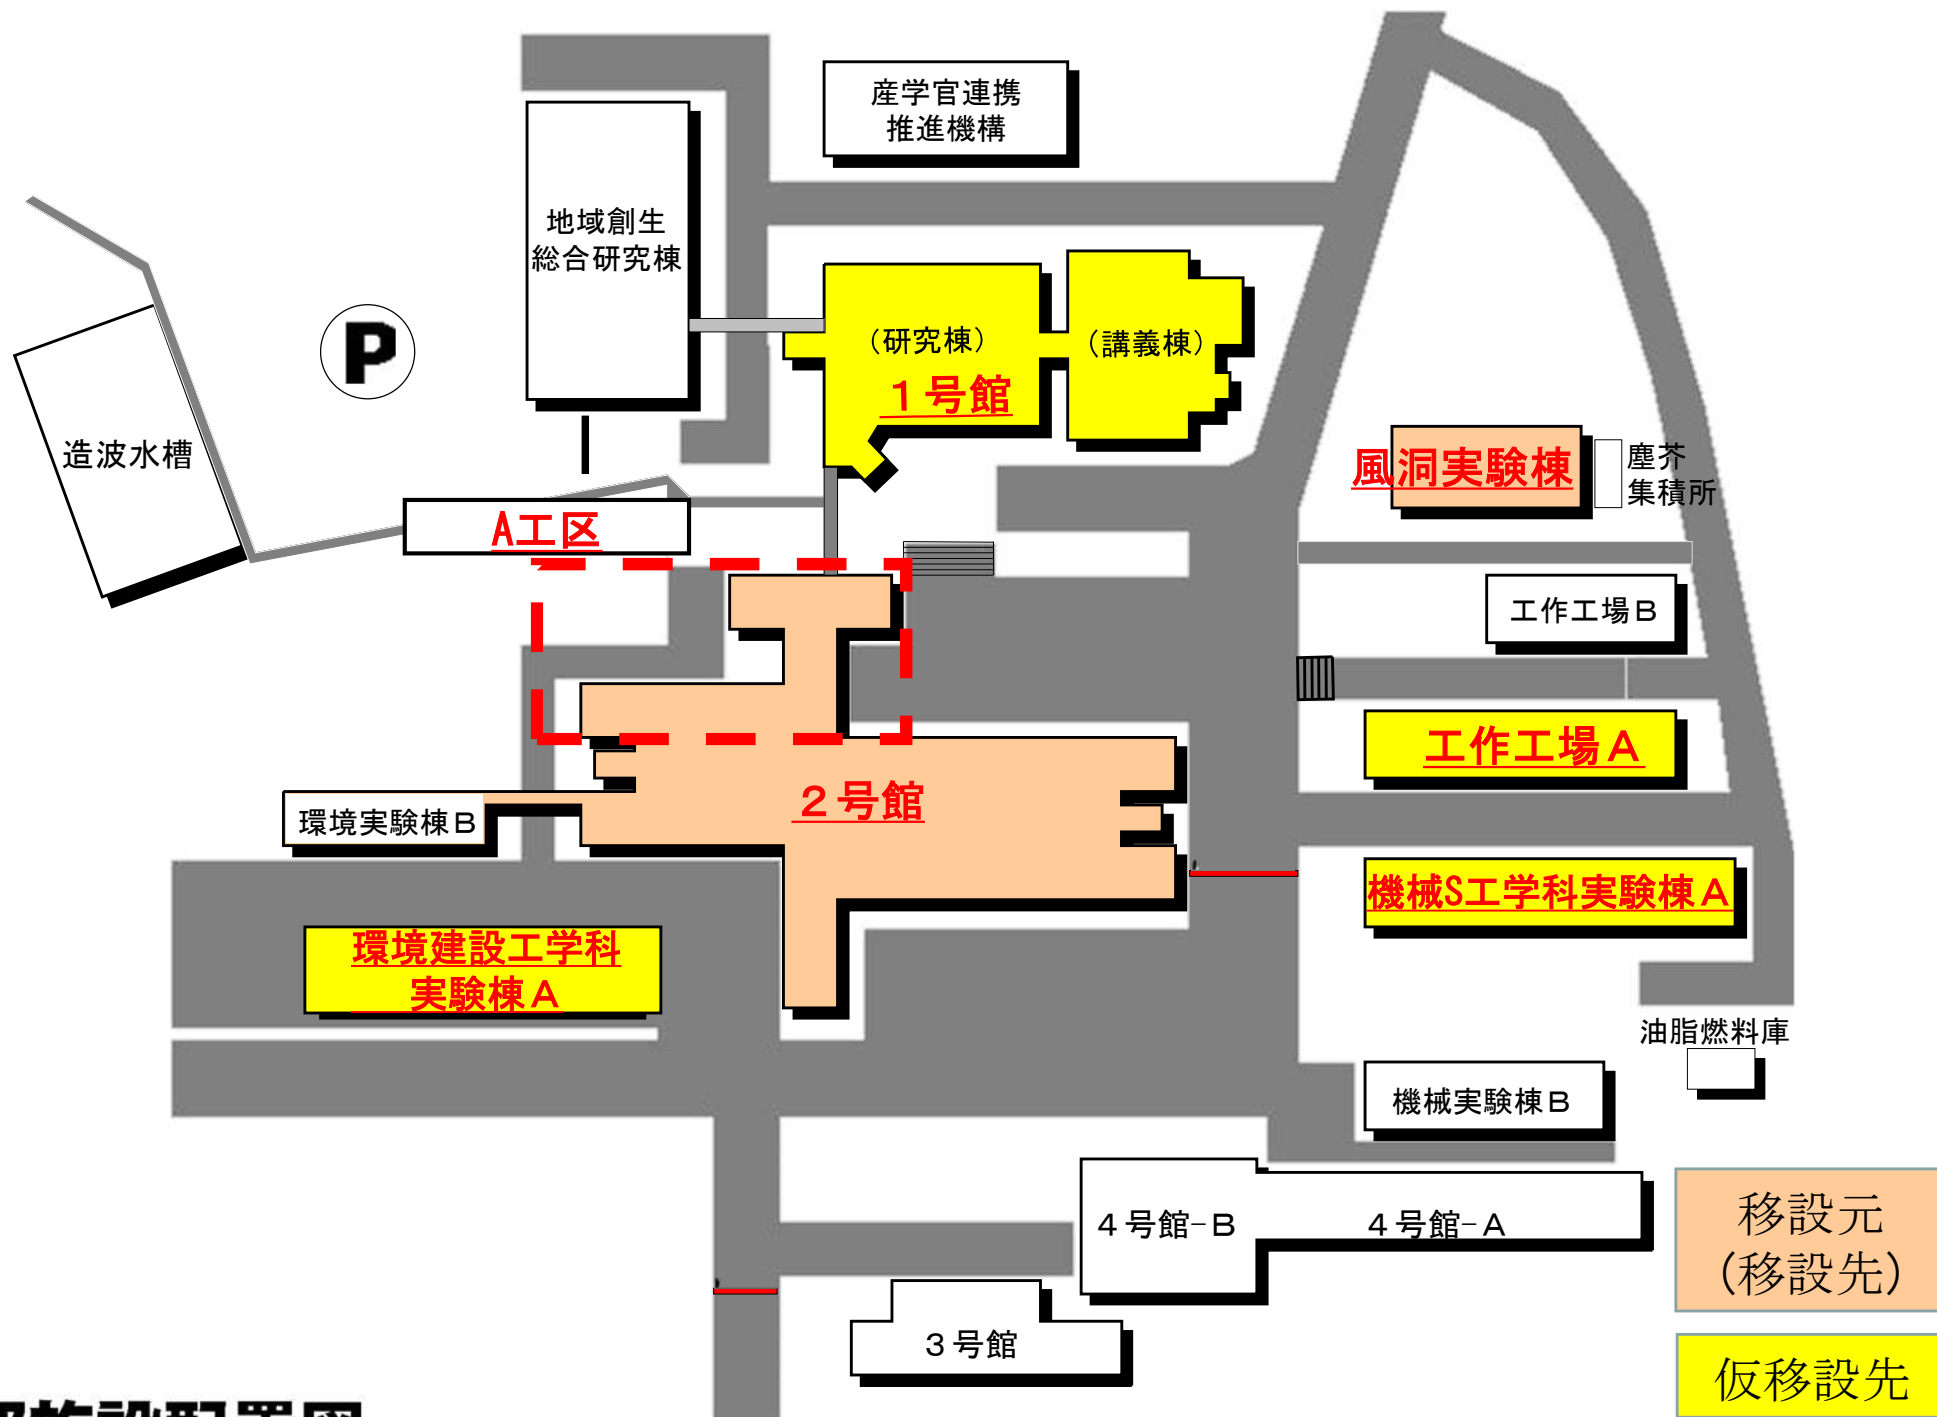 産学官連携
推進機構
地域創生
総合研究棟
P
(研究棟)
(講義棟)
１号館
造波水槽
風洞実験棟
塵芥
集積所
A工区
工作工場Ｂ
工作工場Ａ
２号館
環境実験棟Ｂ
機械S工学科実験棟Ａ
環境建設工学科
実験棟Ａ
油脂燃料庫
機械実験棟Ｂ
４号館-Ｂ
４号館-Ａ
３号館
移設元
(移設先)
仮移設先